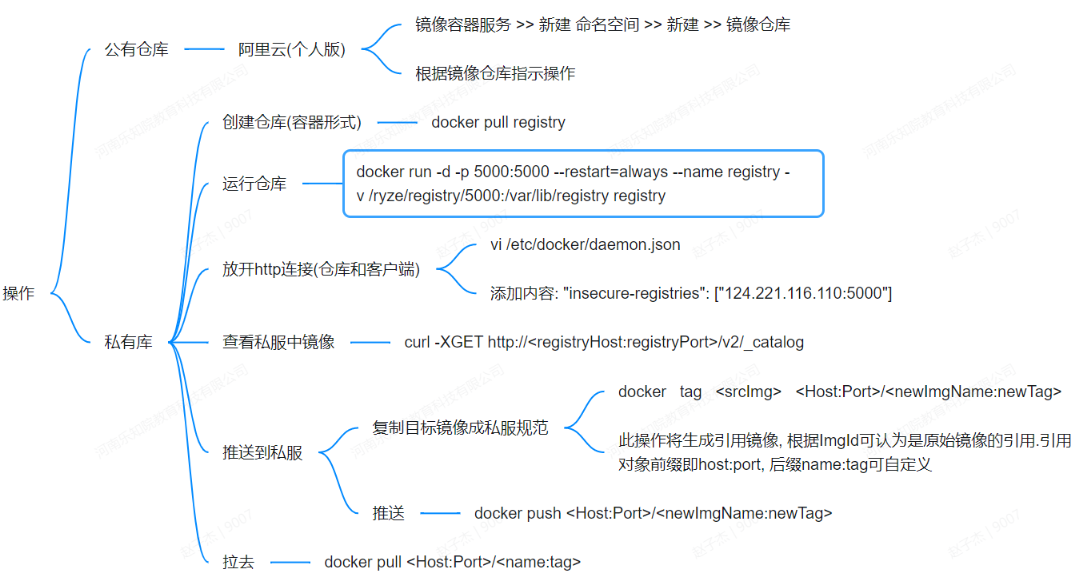 操作
公有仓库
阿里云(个人版)
镜像容器服务 >> 新建 命名空间 >> 新建 >> 镜像仓库
根据镜像仓库指示操作
私有库
创建仓库(容器形式)
docker pull registry
运行仓库
docker run -d -p 5000:5000 --restart=always --name registry -
v /ryze/registry/5000:/var/lib/registry registry
放开http连接(仓库和客户端)
vi /etc/docker/daemon.json
添加内容: "insecure-registries": ["124.221.116.110:5000"]
查看私服中镜像
curl -XGET http://<registryHost:registryPort>/v2/_catalog
推送到私服
复制目标镜像成私服规范
docker tag <srcImg> <Host:Port>/<newImgName:newTag>
此操作将生成引用镜像, 根据ImgId可认为是原始镜像的引用.引用
对象前缀即host:port, 后缀name:tag可自定义
推送
docker push <Host:Port>/<newImgName:newTag>
拉去
docker pull <Host:Port>/<name:tag>